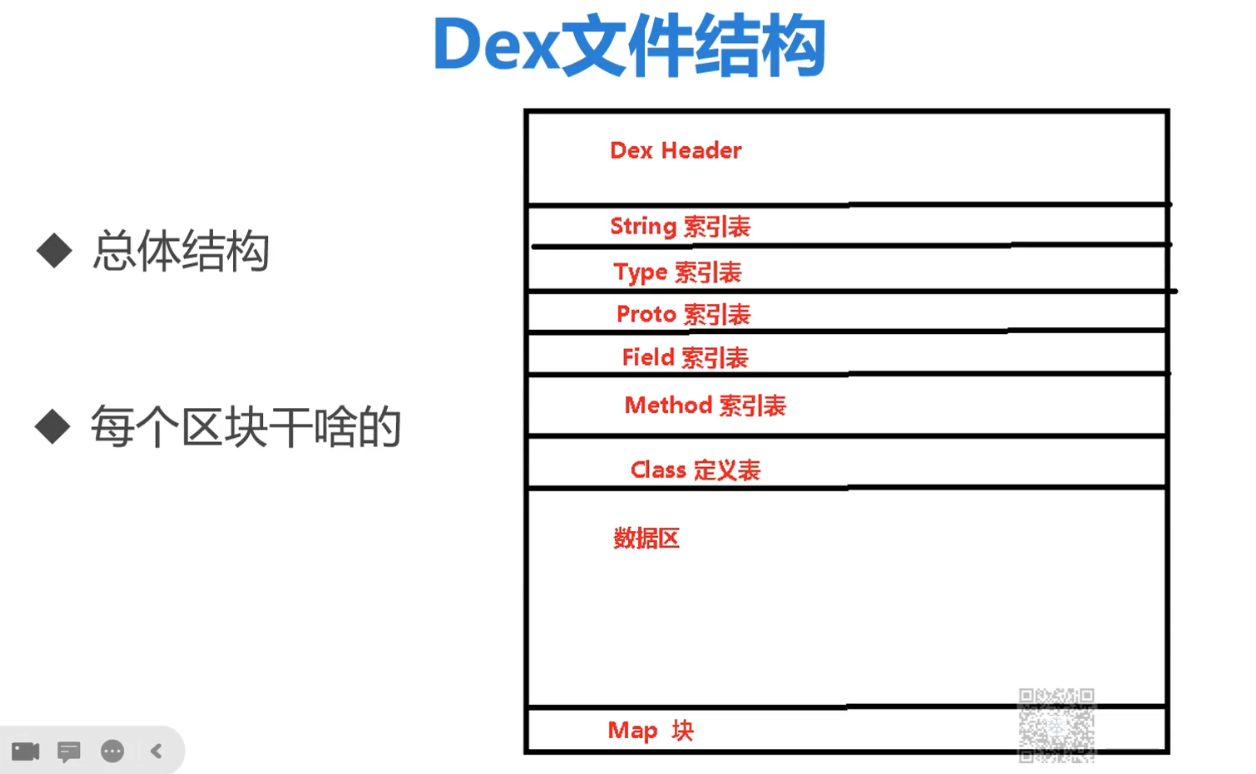 Dex文件结构
总体结构
每个区块干啥的
Dex Header
String 索引表
Type 索引表
Proto 索引表
Field 索引表
Method 索引表
Class 定义表
数据区
Map 块